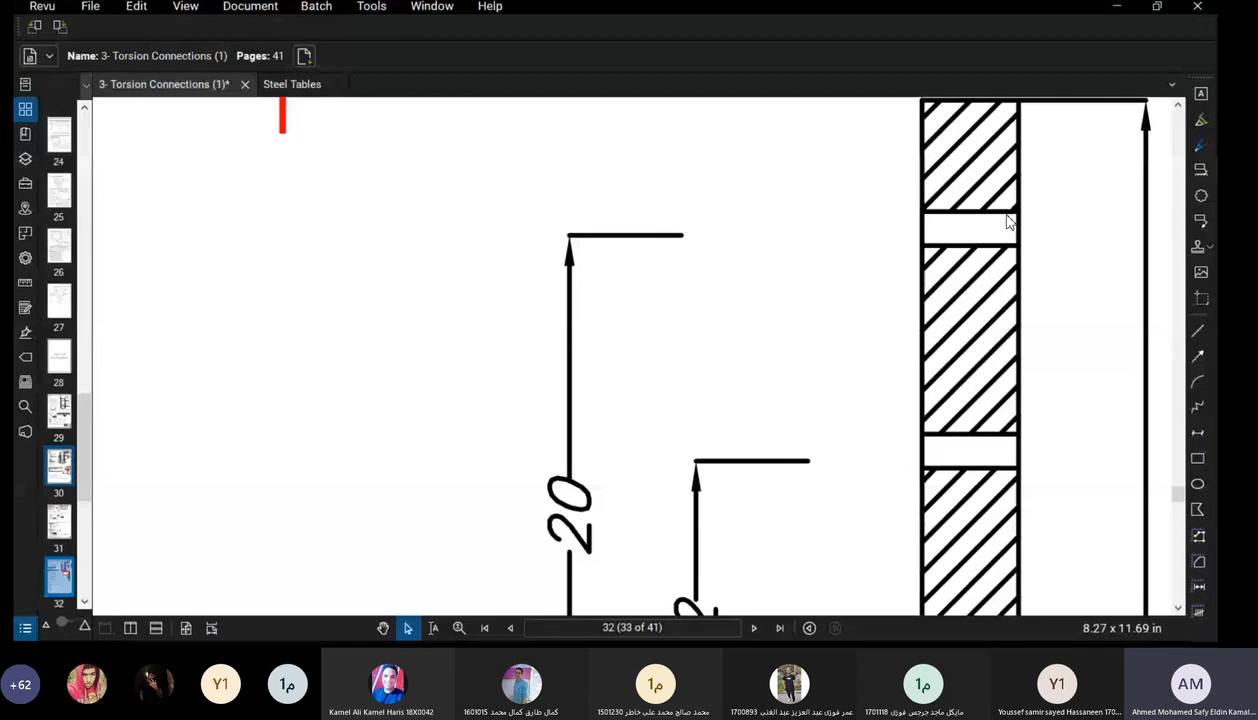 Revu File Edit View Document Batch Tools Window Help
Name: 3- Torsion Connections (1) Pages: 41
3- Torsion Connections (1)* Steel Tables
24
25
26
27
28
29
30
31
32
20
32 (33 of 41)
8.27 x 11.69 in
+62
Y1
م1
م1
م1
Y1
AM
Kamel Ali Kamel Haris 18X0042
كمال طارق كمال محمد 1601015
محمد صالح محمد علي خاطر 1501230
عمر فوزى عبد العزيز عبد الغنى 1700893
مايكل ماجد جرجس فوزى 1701118
Youssef samir sayed Hassaneen 170...
Ahmed Mohamed Safy Eldin Kamal...